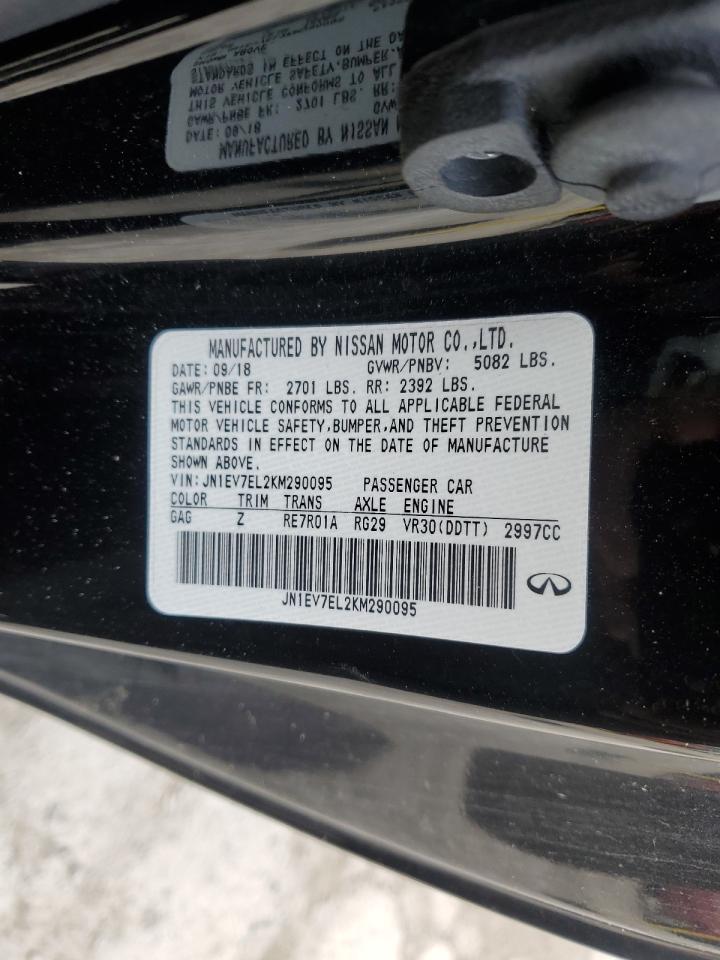 MANUFACTURED BY NISSAN MOTOR CO.,LTD.
DATE: 09/18 GVWR/PNBV: 5082 LBS.
GAWR/PNBE FR: 2701 LBS. RR: 2392 LBS.
THIS VEHICLE CONFORMS TO ALL APPLICABLE FEDERAL
MOTOR VEHICLE SAFETY,BUMPER,AND THEFT PREVENTION
STANDARDS IN EFFECT ON THE DATE OF MANUFACTURE
SHOWN ABOVE.
VIN: JN1EV7EL2KM290095 PASSENGER CAR
COLOR TRIM TRANS AXLE ENGINE
GAG Z RE7R01A RG29 VR30(DDTT) 2997CC
JN1EV7EL2KM290095